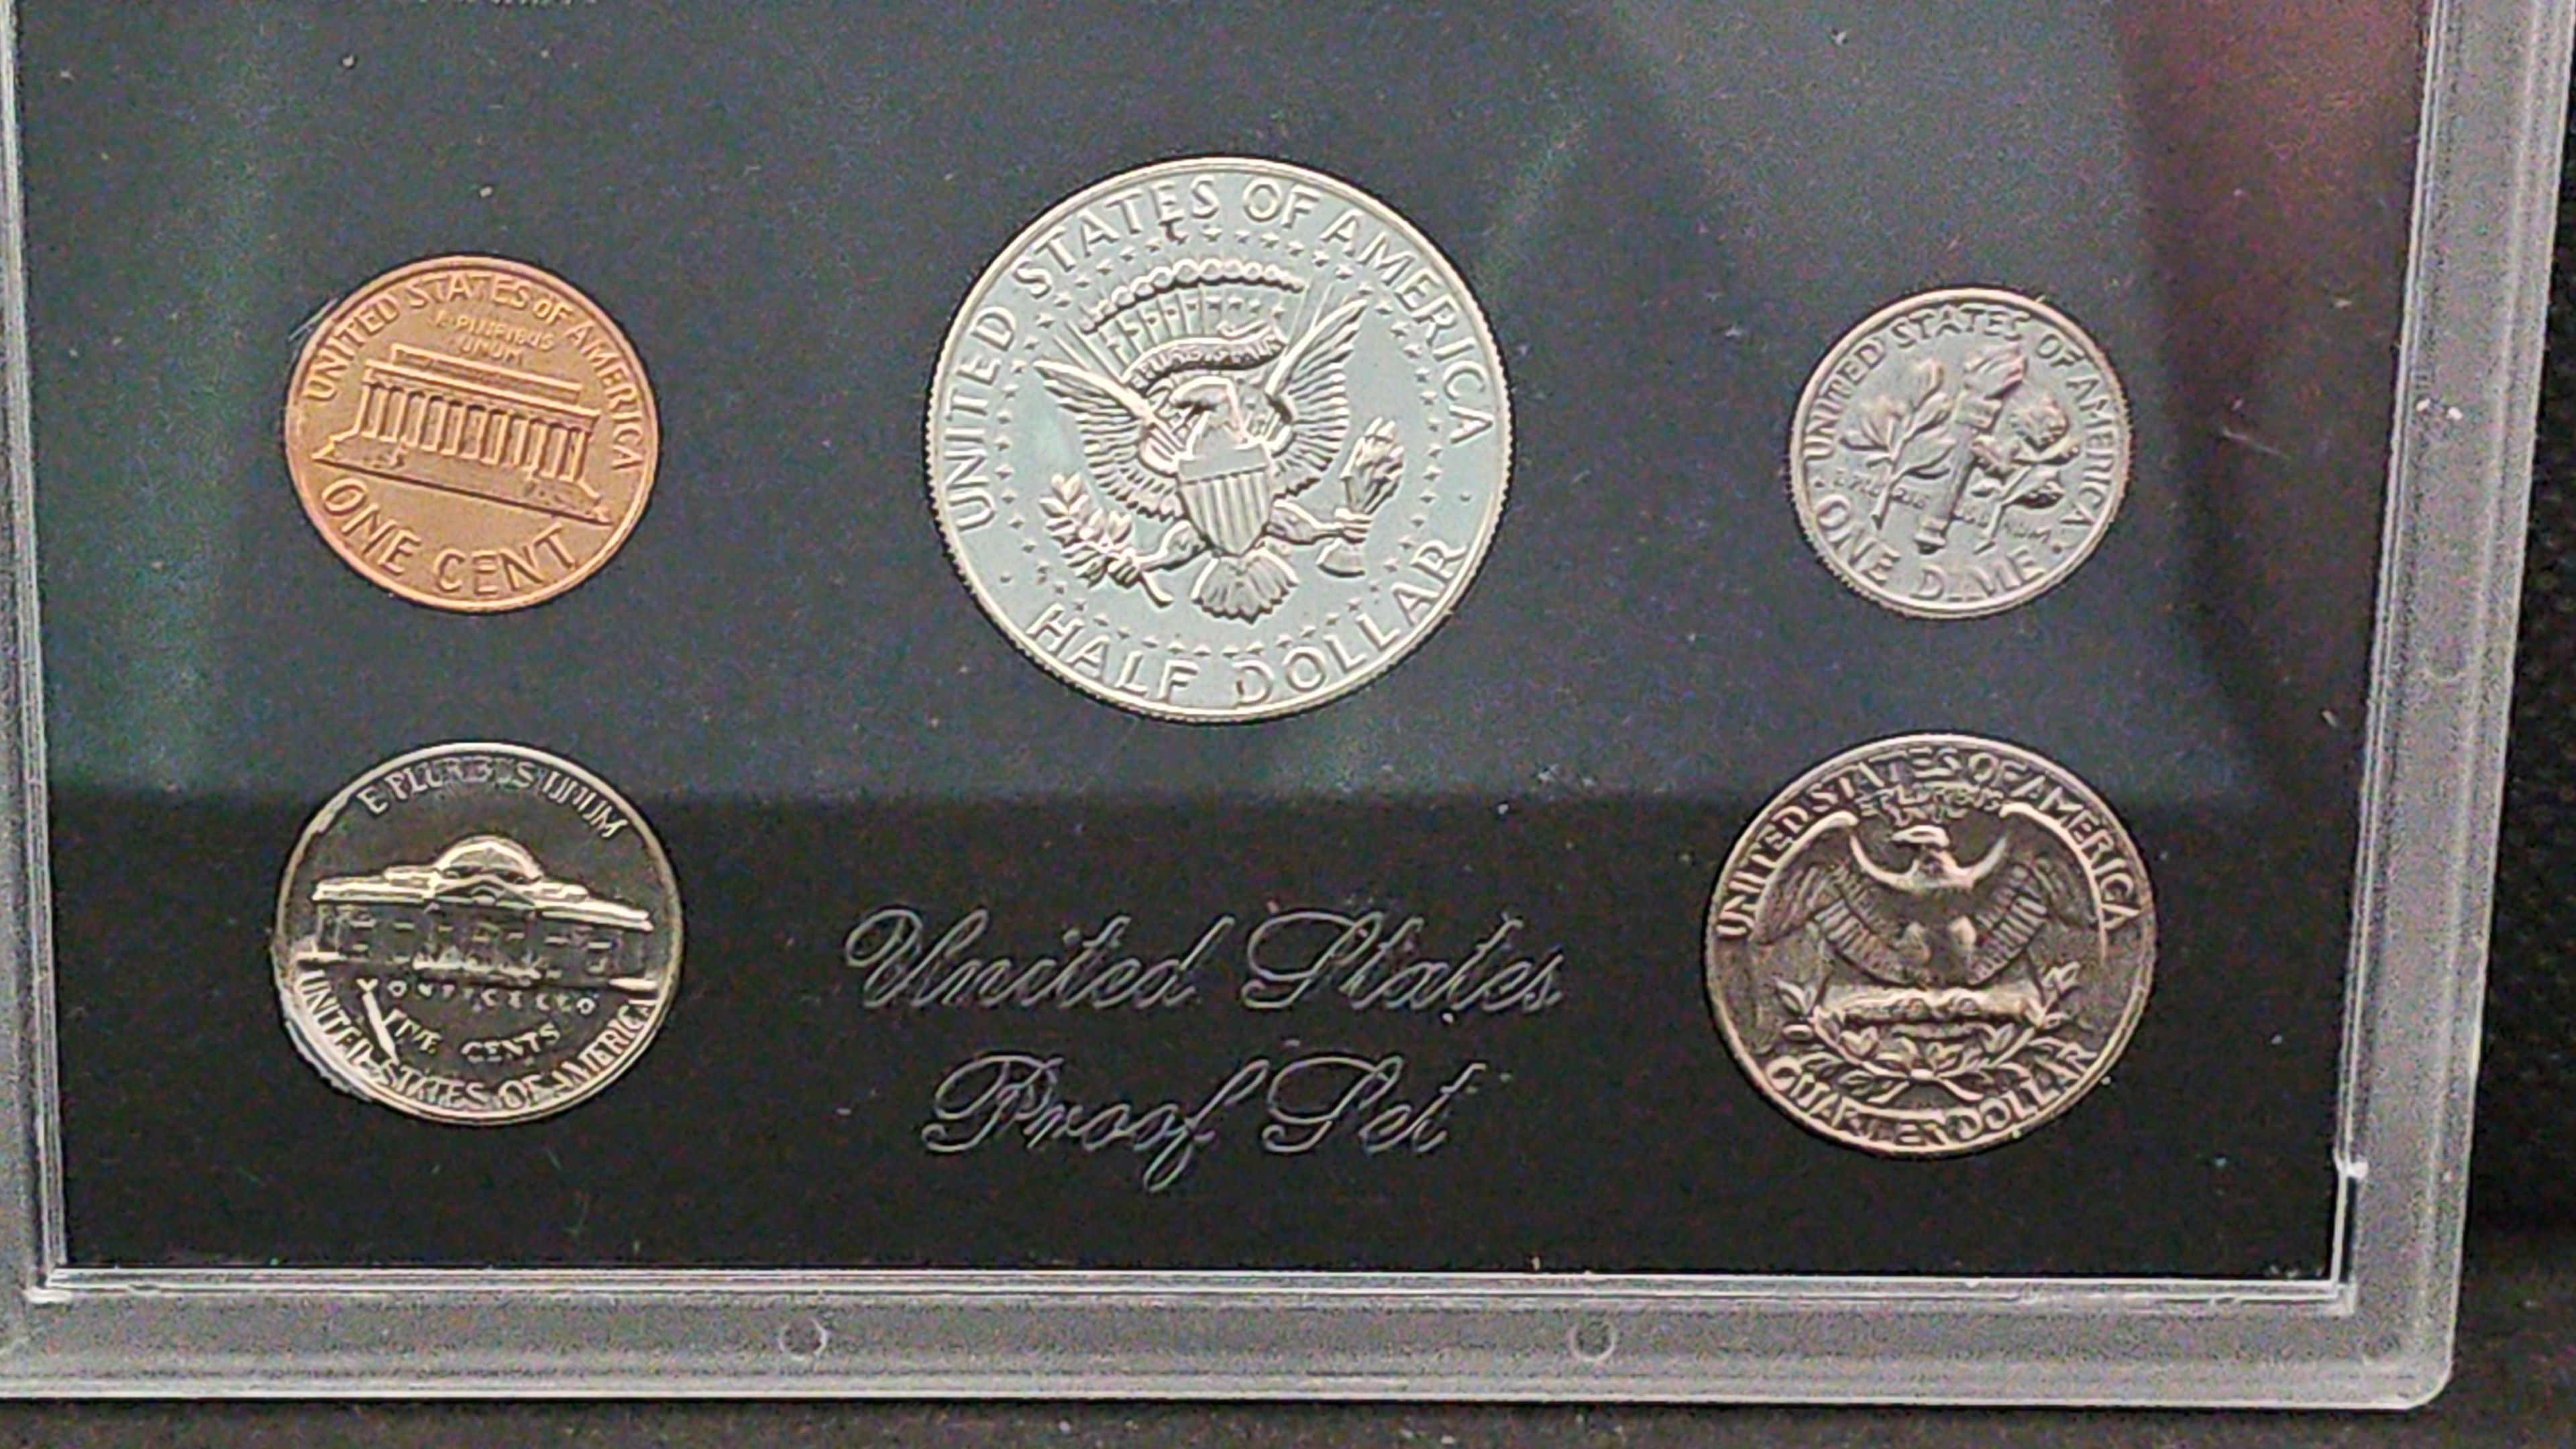 UNITED STATES OF AMERICA
E PLURIBUS
UNUM
ONE CENT
UNITED STATES OF AMERICA
HALF DOLLAR
UNITED STATES OF AMERICA
ONE DIME
E PLURIBUS UNUM
MONTICELLO
FIVE CENTS
UNITED STATES OF AMERICA
United States
Proof Set
UNITED STATES OF AMERICA
QUARTER DOLLAR